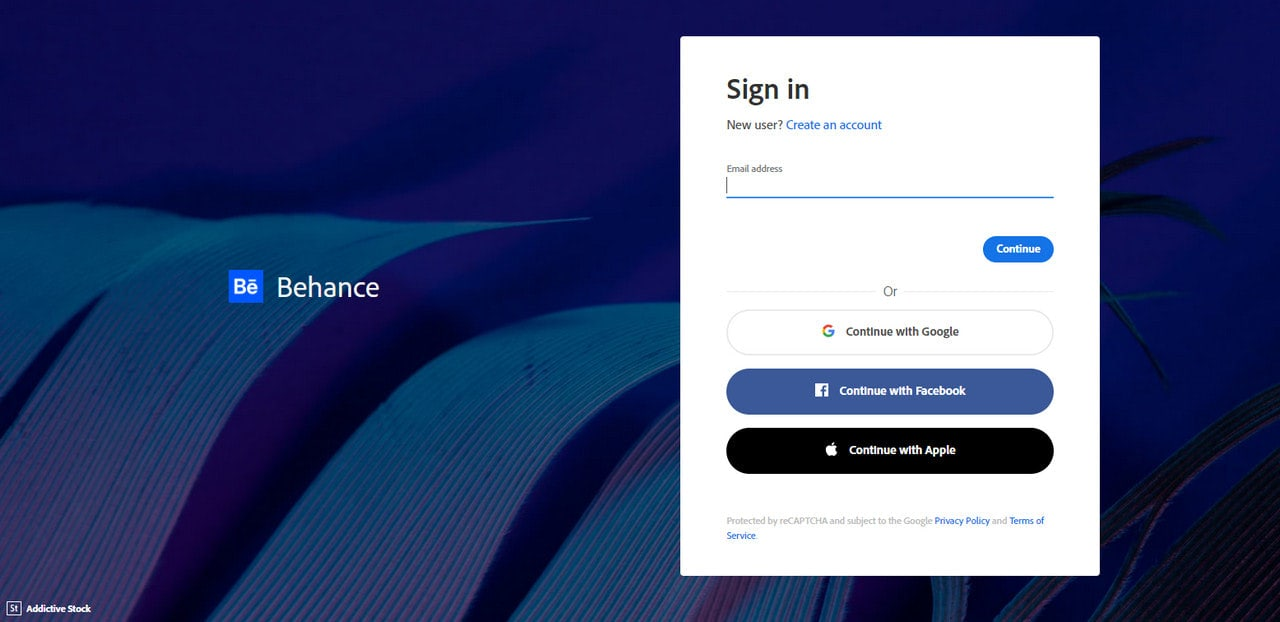 Sign in
New user? Create an account
Email address
Continue
Bē Behance
Or
Continue with Google
Continue with Facebook
Continue with Apple
Protected by reCAPTCHA and subject to the Google Privacy Policy and Terms of
Service.
St Addictive Stock